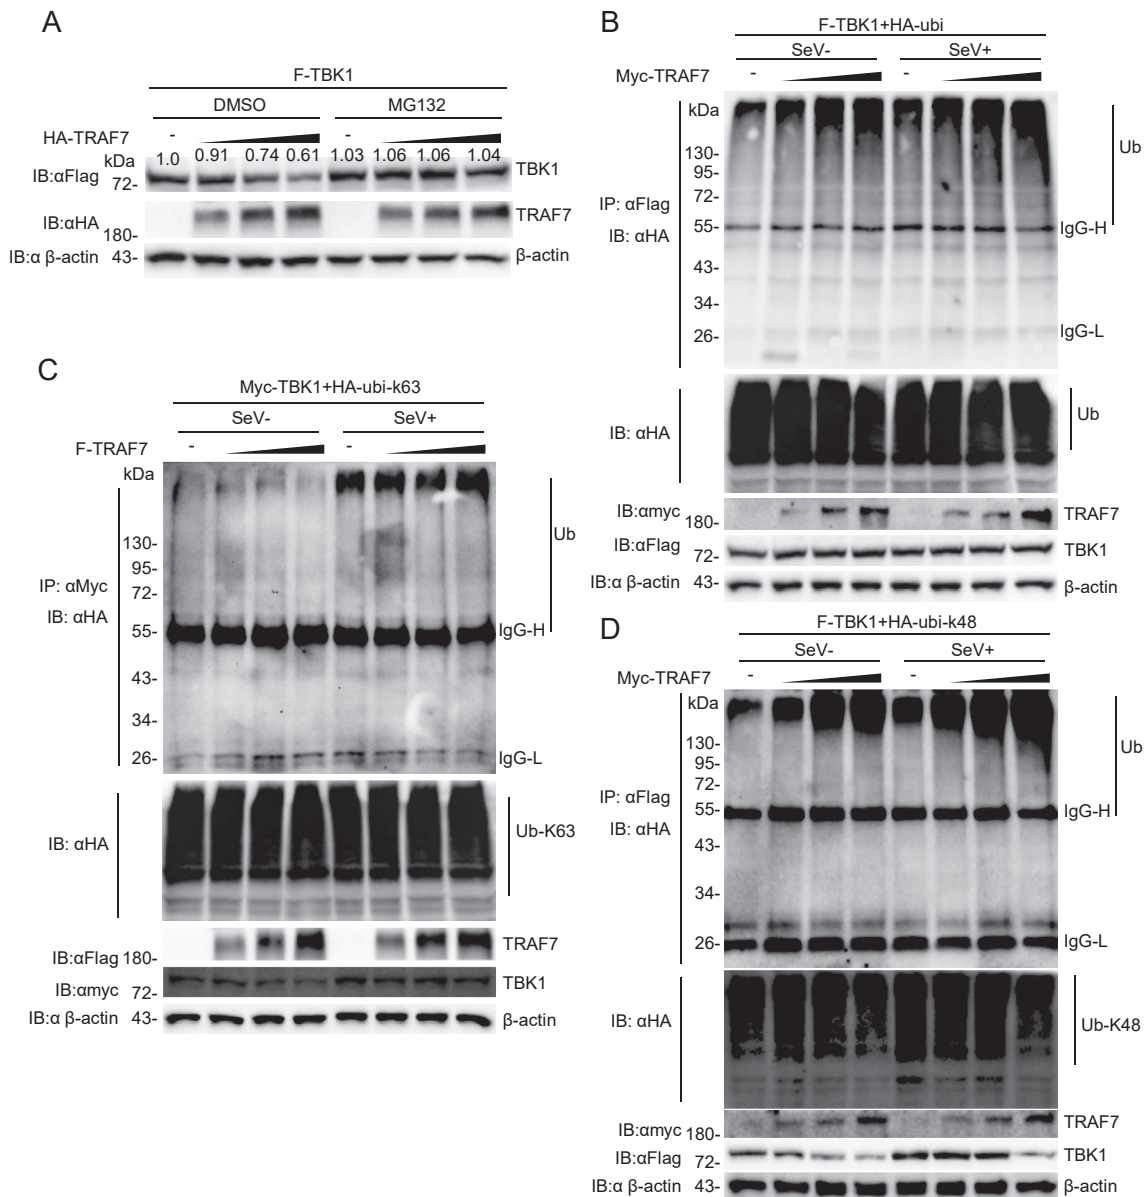 A
F-TBK1
DMSO MG132
HA-TRAF7 - -
kDa 1.0 0.91 0.74 0.61 1.03 1.06 1.06 1.04
IB:αFlag 72- TBK1
IB:αHA 180- TRAF7
IB:α β-actin 43- β-actin
B
F-TBK1+HA-ubi
SeV- SeV+
Myc-TRAF7 - -
kDa
130-
95-
72-
55-
43-
34-
26-
IP: αFlag
IB: αHA
Ub
IgG-H
IgG-L
IB: αHA Ub
IB:αmyc 180- TRAF7
IB:αFlag 72- TBK1
IB:α β-actin 43- β-actin
C
Myc-TBK1+HA-ubi-k63
SeV- SeV+
F-TRAF7 - -
kDa
130-
95-
72-
55-
43-
34-
26-
IP: αMyc
IB: αHA
Ub
IgG-H
IgG-L
IB: αHA Ub-K63
IB:αFlag 180- TRAF7
IB:αmyc 72- TBK1
IB:α β-actin 43- β-actin
D
F-TBK1+HA-ubi-k48
SeV- SeV+
Myc-TRAF7 - -
kDa
130-
95-
72-
55-
43-
34-
26-
IP: αFlag
IB: αHA
Ub
IgG-H
IgG-L
IB: αHA Ub-K48
IB:αmyc 180- TRAF7
IB:αFlag 72- TBK1
IB:α β-actin 43- β-actin